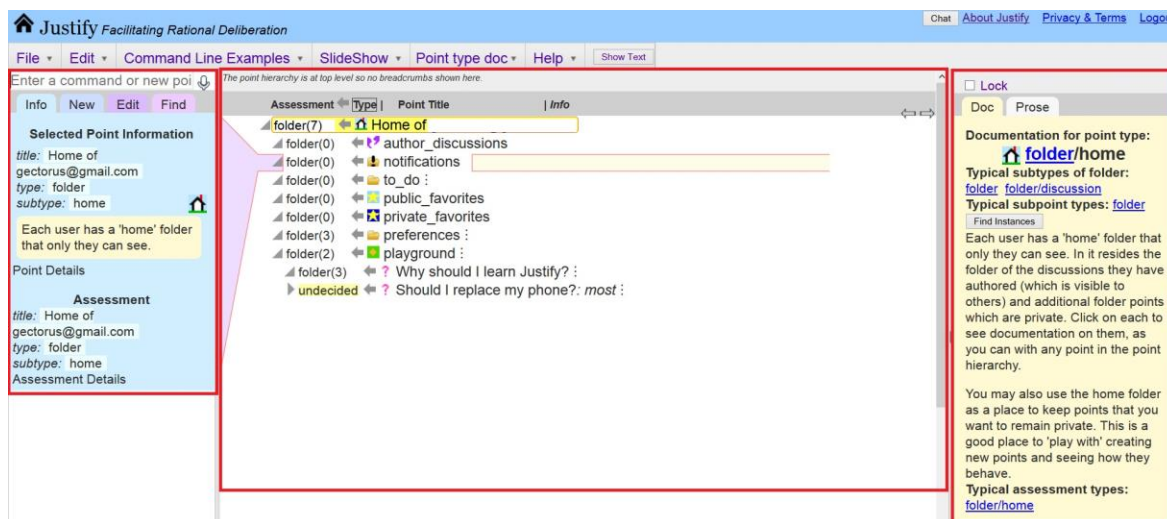 Justify Facilitating Rational Deliberation
Chat About Justify Privacy & Terms Logo
File Edit Command Line Examples SlideShow Point type doc Help Show Text
Enter a command or new poi
Info New Edit Find
Selected Point Information
title: Home of
gectorus@gmail.com
type: folder
subtype: home
Each user has a 'home' folder
that only they can see.
Point Details
Assessment
title: Home of
gectorus@gmail.com
type: folder
subtype: home
Assessment Details
The point hierarchy is at top level so no breadcrumbs shown here.
Assessment Type | Point Title | Info
folder(7) Home of
folder(0) author_discussions
folder(0) notifications
folder(0) to_do
folder(0) public_favorites
folder(0) private_favorites
folder(3) preferences
folder(2) playground
folder(3) ? Why should I learn Justify?
undecided ? Should I replace my phone?: most
Lock
Doc Prose
Documentation for point type:
folder/home
Typical subtypes of folder:
folder folder/discussion
Typical subpoint types: folder
Find Instances
Each user has a 'home' folder that
only they can see. In it resides the
folder of the discussions they have
authored (which is visible to
others) and additional folder points
which are private. Click on each to
see documentation on them, as
you can with any point in the point
hierarchy.
You may also use the home folder
as a place to keep points that you
want to remain private. This is a
good place to 'play with' creating
new points and seeing how they
behave.
Typical assessment types:
folder/home